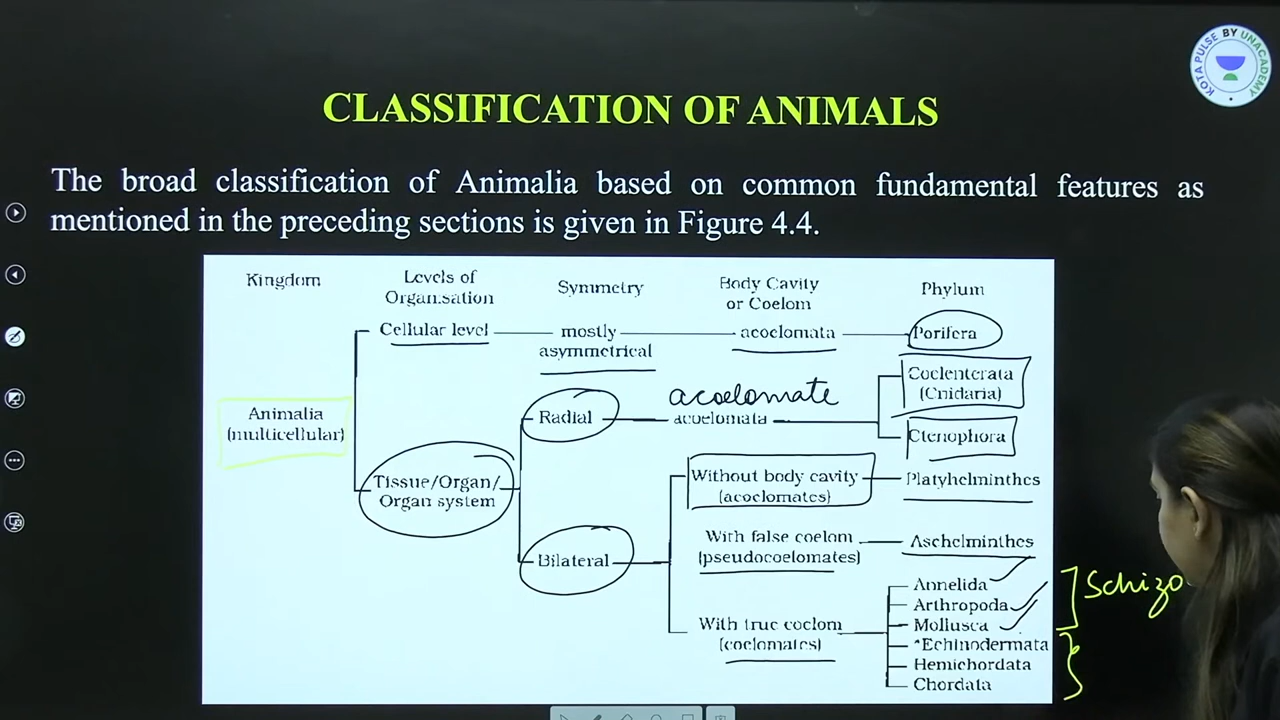 KOTA PULSE BY UNACADEMY
CLASSIFICATION OF ANIMALS
The broad classification of Animalia based on common fundamental features as
mentioned in the preceding sections is given in Figure 4.4.
Kingdom
Levels of
Organisation
Symmetry
Body Cavity
or Coelom
Phylum
Cellular level
mostly
asymmetrical
acoelomata
Porifera
Animalia
(multicellular)
Tissue/Organ/
Organ system
Radial
acoelomate
acoelomata
Coelenterata
(Cnidaria)
Ctenophora
Bilateral
Without body cavity
(acoelomates)
Platyhelminthes
With false coelom
(pseudocoelomates)
Aschelminthes
With true coelom
(coelomates)
Annelida
Arthropoda
Mollusca
*Echinodermata
Hemichordata
Chordata
Schizo